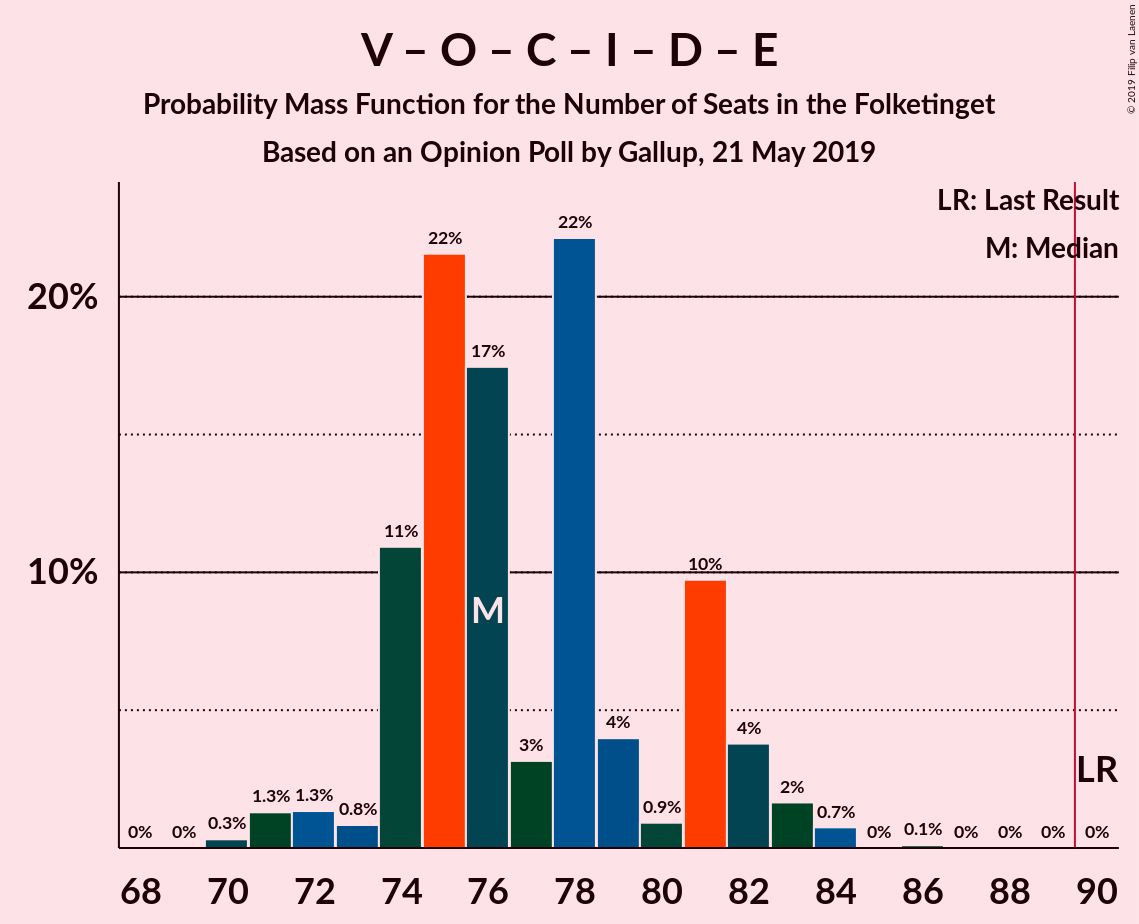 V – O – C – I – D – E
Probability Mass Function for the Number of Seats in the Folketinget
Based on an Opinion Poll by Gallup, 21 May 2019
© 2019 Filip van Laenen
LR: Last Result
M: Median
20%
10%
0% 0% 0.3% 1.3% 1.3% 0.8% 11% 22% 17% 3% 22% 4% 0.9% 10% 4% 2% 0.7% 0% 0.1% 0% 0% 0% 0%
M
LR
68 70 72 74 76 78 80 82 84 86 88 90